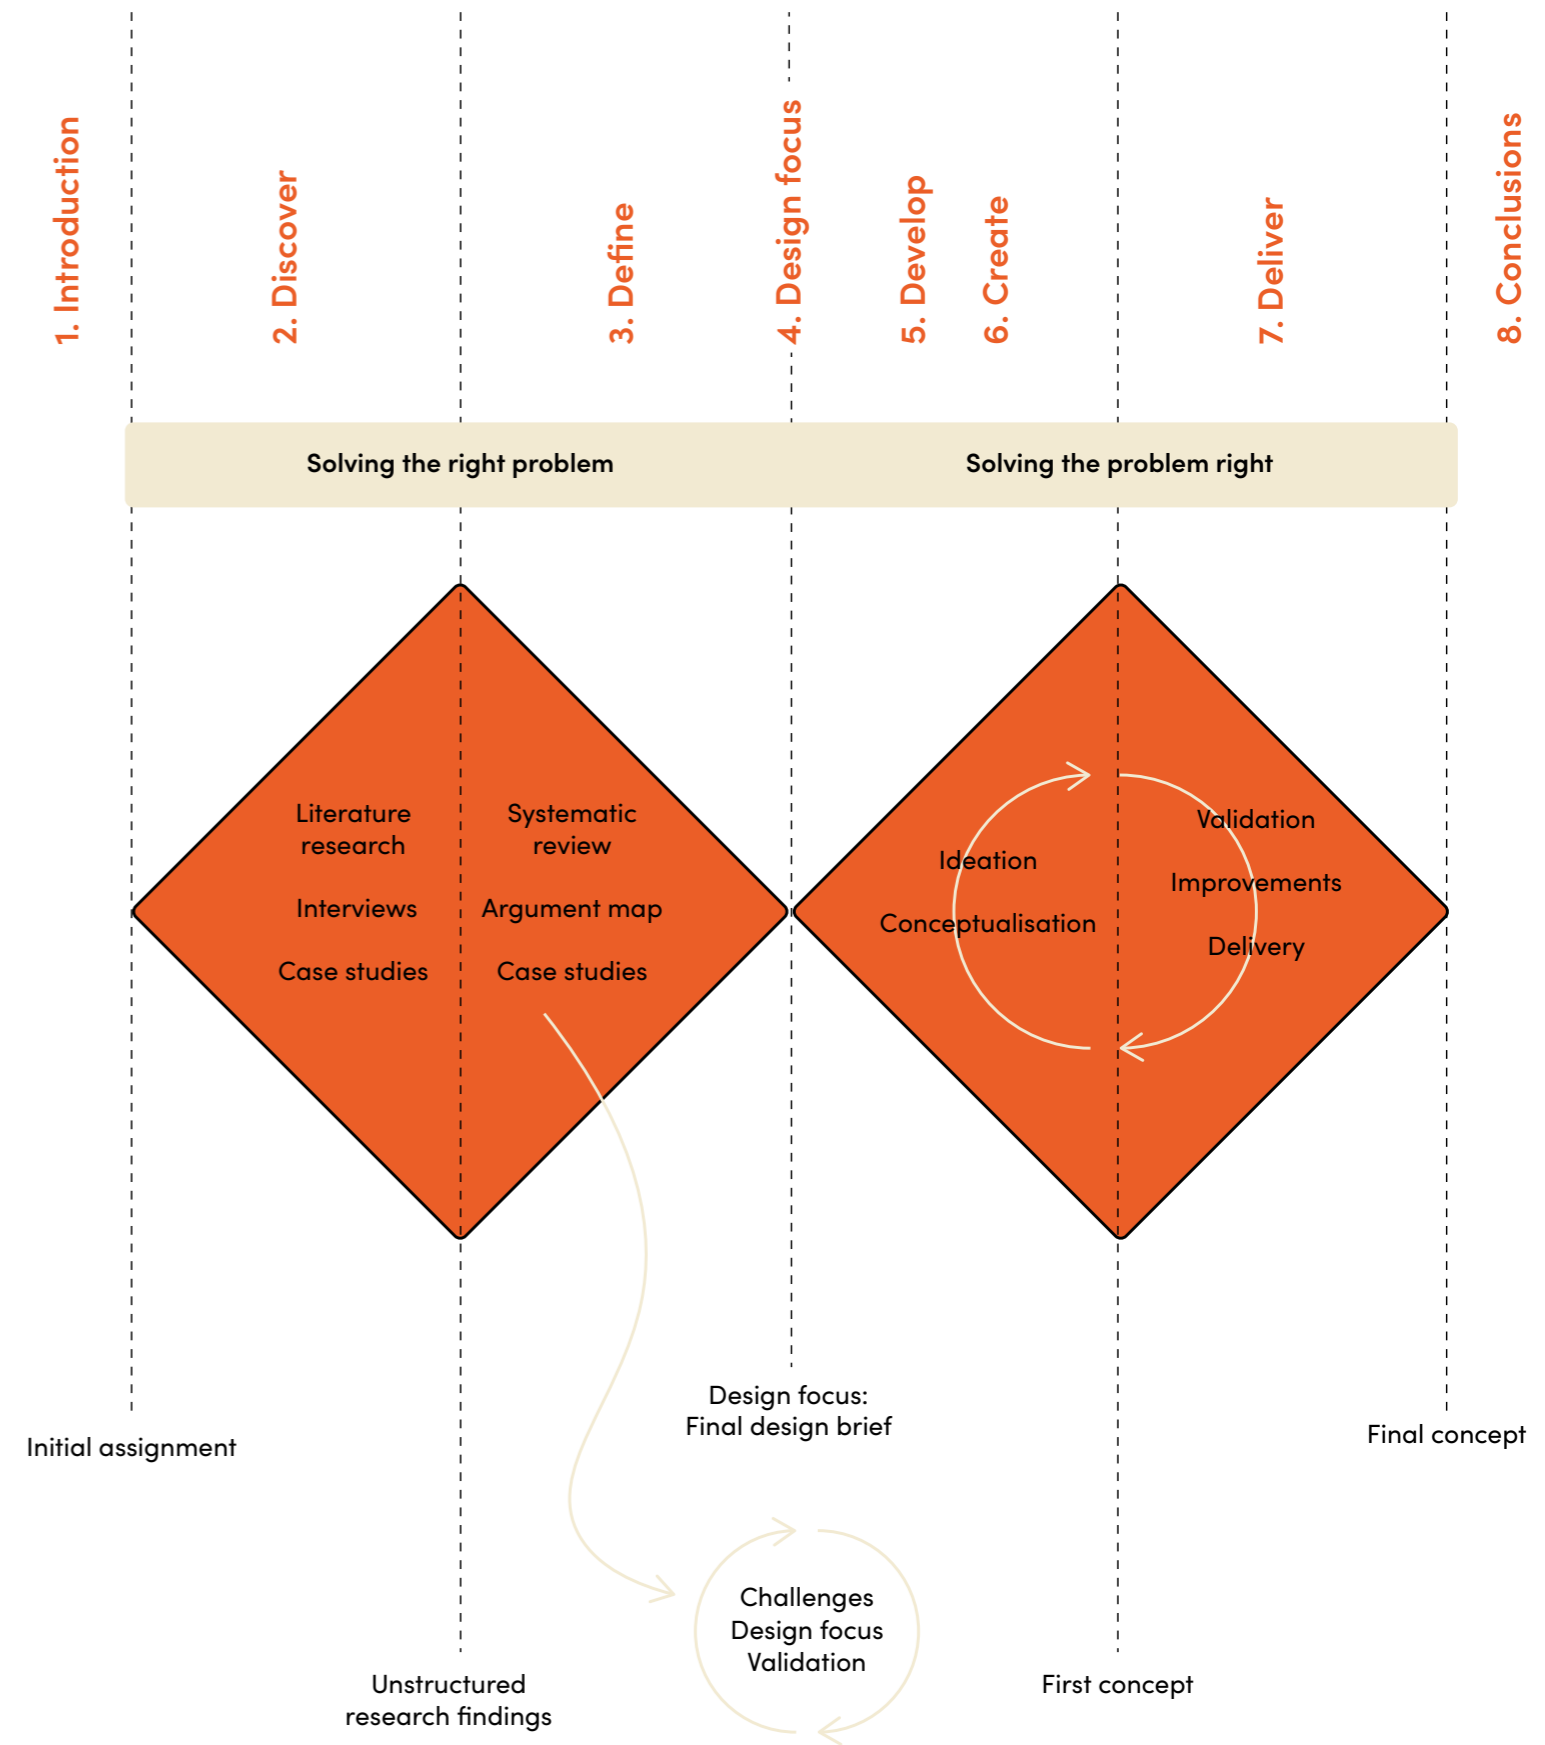 1. Introduction
2. Discover
3. Define
4. Design focus
5. Develop
6. Create
7. Deliver
8. Conclusions
Solving the right problem
Solving the problem right
Literature
research
Interviews
Case studies
Systematic
review
Argument map
Case studies
Ideation
Conceptualisation
Validation
Improvements
Delivery
Initial assignment
Design focus:
Final design brief
Final concept
Challenges
Design focus
Validation
Unstructured
research findings
First concept